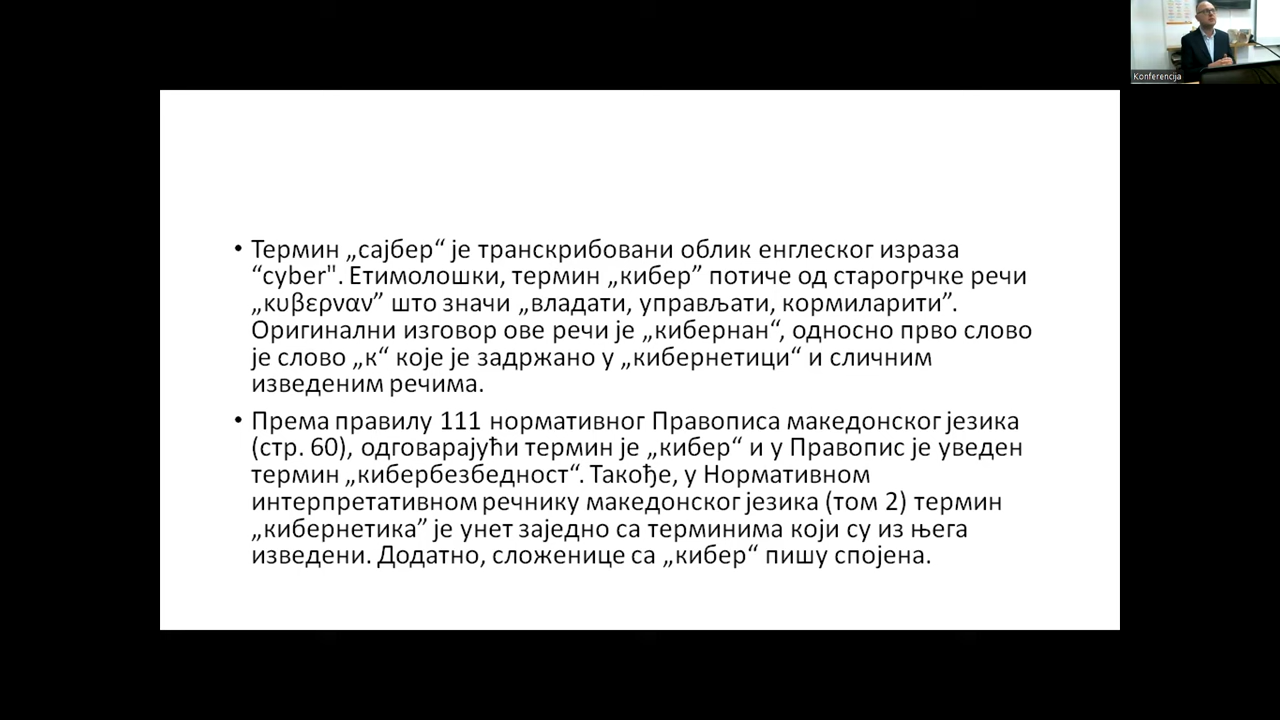 Konferencija
• Термин „сајбер“ је транскрибовани облик енглеског израза
“cyber". Етимолошки, термин „кибер” потиче од старогрчке речи
„κυβερναν” што значи „владати, управљати, кормиларити”.
Оригинални изговор ове речи је „кибернан“, односно прво слово
је слово „к“ које је задржано у „кибернетици“ и сличним
изведеним речима.
• Према правилу 111 нормативног Правописа македонског језика
(стр. 60), одговарајући термин је „кибер“ и у Правопис је уведен
термин „кибербезбедност“. Такође, у Нормативном
интерпретативном речнику македонског језика (том 2) термин
„кибернетика” је унет заједно са терминима који су из њега
изведени. Додатно, сложенице са „кибер“ пишу спојена.